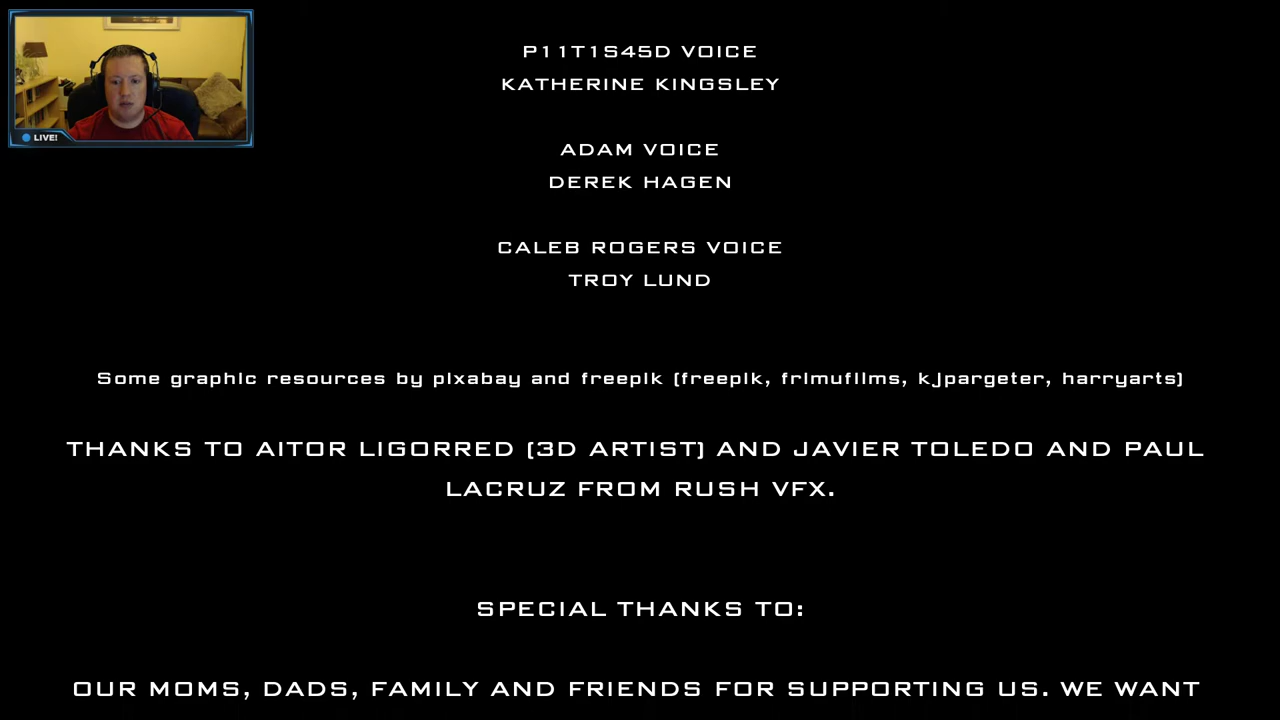 LIVE!
P11T1S45D VOICE
KATHERINE KINGSLEY
ADAM VOICE
DEREK HAGEN
CALEB ROGERS VOICE
TROY LUND
Some graphic resources by pixabay and freepik (freepik, frimufilms, kjpargeter, harryarts)
THANKS TO AITOR LIGORRED (3D ARTIST) AND JAVIER TOLEDO AND PAUL
LACRUZ FROM RUSH VFX.
SPECIAL THANKS TO:
OUR MOMS, DADS, FAMILY AND FRIENDS FOR SUPPORTING US. WE WANT